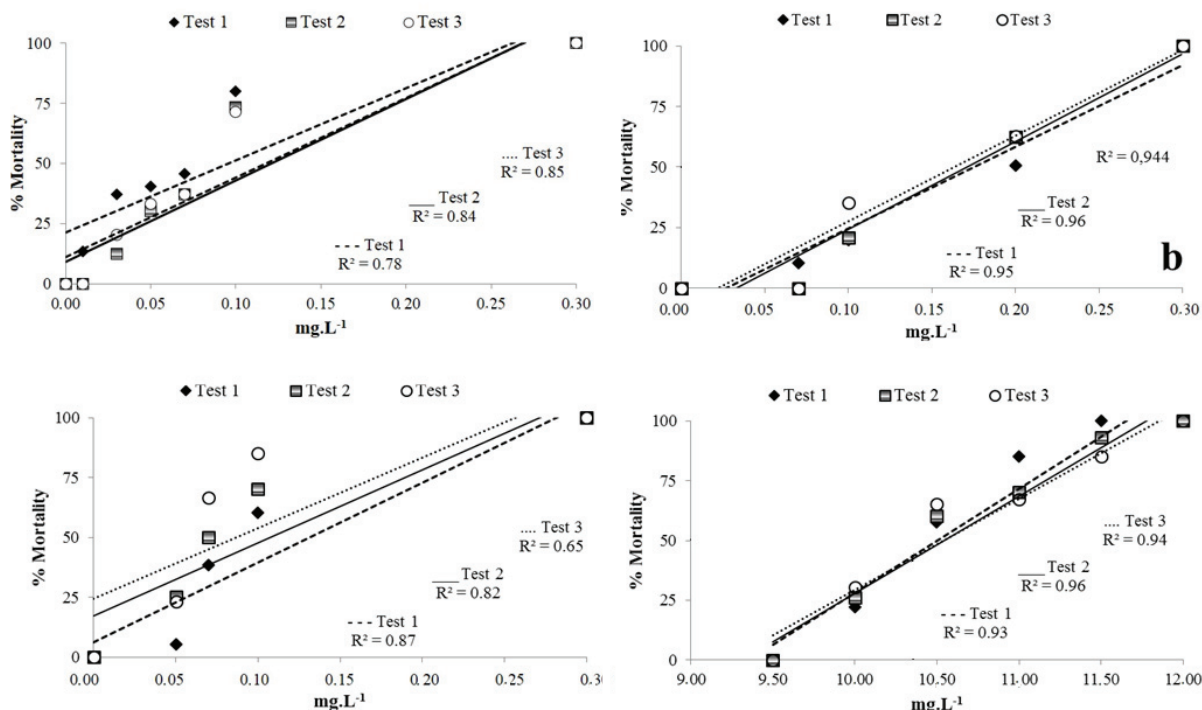 Test 1 Test 2 Test 3
100
75
50
25
0
% Mortality
.... Test 3
R² = 0.85
___ Test 2
R² = 0.84
--- Test 1
R² = 0.78
0.00 0.05 0.10 0.15 0.20 0.25 0.30
mg.L-1
Test 1 Test 2 Test 3
100
75
50
25
0
% Mortality
R² = 0,944
___ Test 2
R² = 0.96
---- Test 1
R² = 0.95
b
0.00 0.10 0.20 0.30
mg.L-1
Test 1 Test 2 Test 3
100
75
50
25
0
% Mortality
.... Test 3
R² = 0.65
___ Test 2
R² = 0.82
--- Test 1
R² = 0.87
0.00 0.05 0.10 0.15 0.20 0.25 0.3
mg.L-1
Test 1 Test 2 Test 3
100
75
50
25
0
% Mortality
.... Test 3
R² = 0.94
___ Test 2
R² = 0.96
---- Test 1
R² = 0.93
9.00 9.50 10.00 10.50 11.00 11.50 12.00
mg.L-1